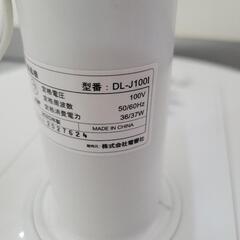 型番: DL-J100I
定格電圧 100V
定格周波数 50/60Hz
定格消費電力 36/37W
MADE IN CHINA
株式会社電響社